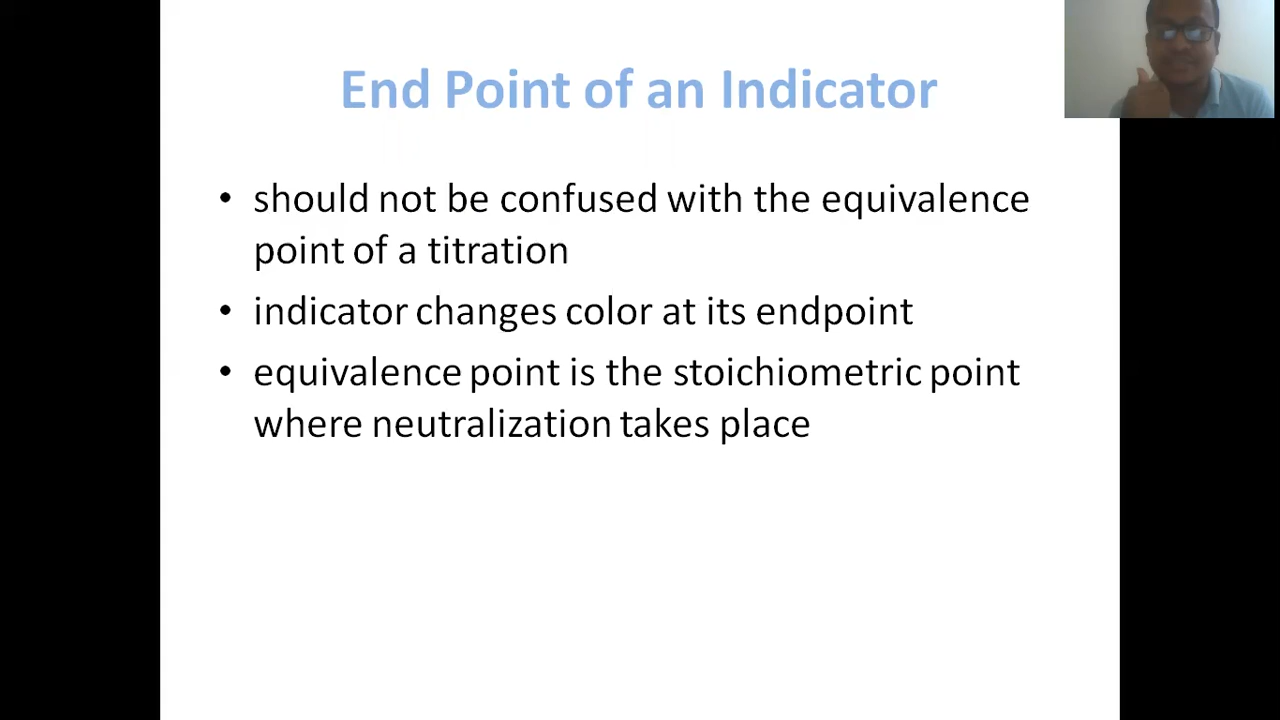 End Point of an Indicator
• should not be confused with the equivalence
point of a titration
• indicator changes color at its endpoint
• equivalence point is the stoichiometric point
where neutralization takes place